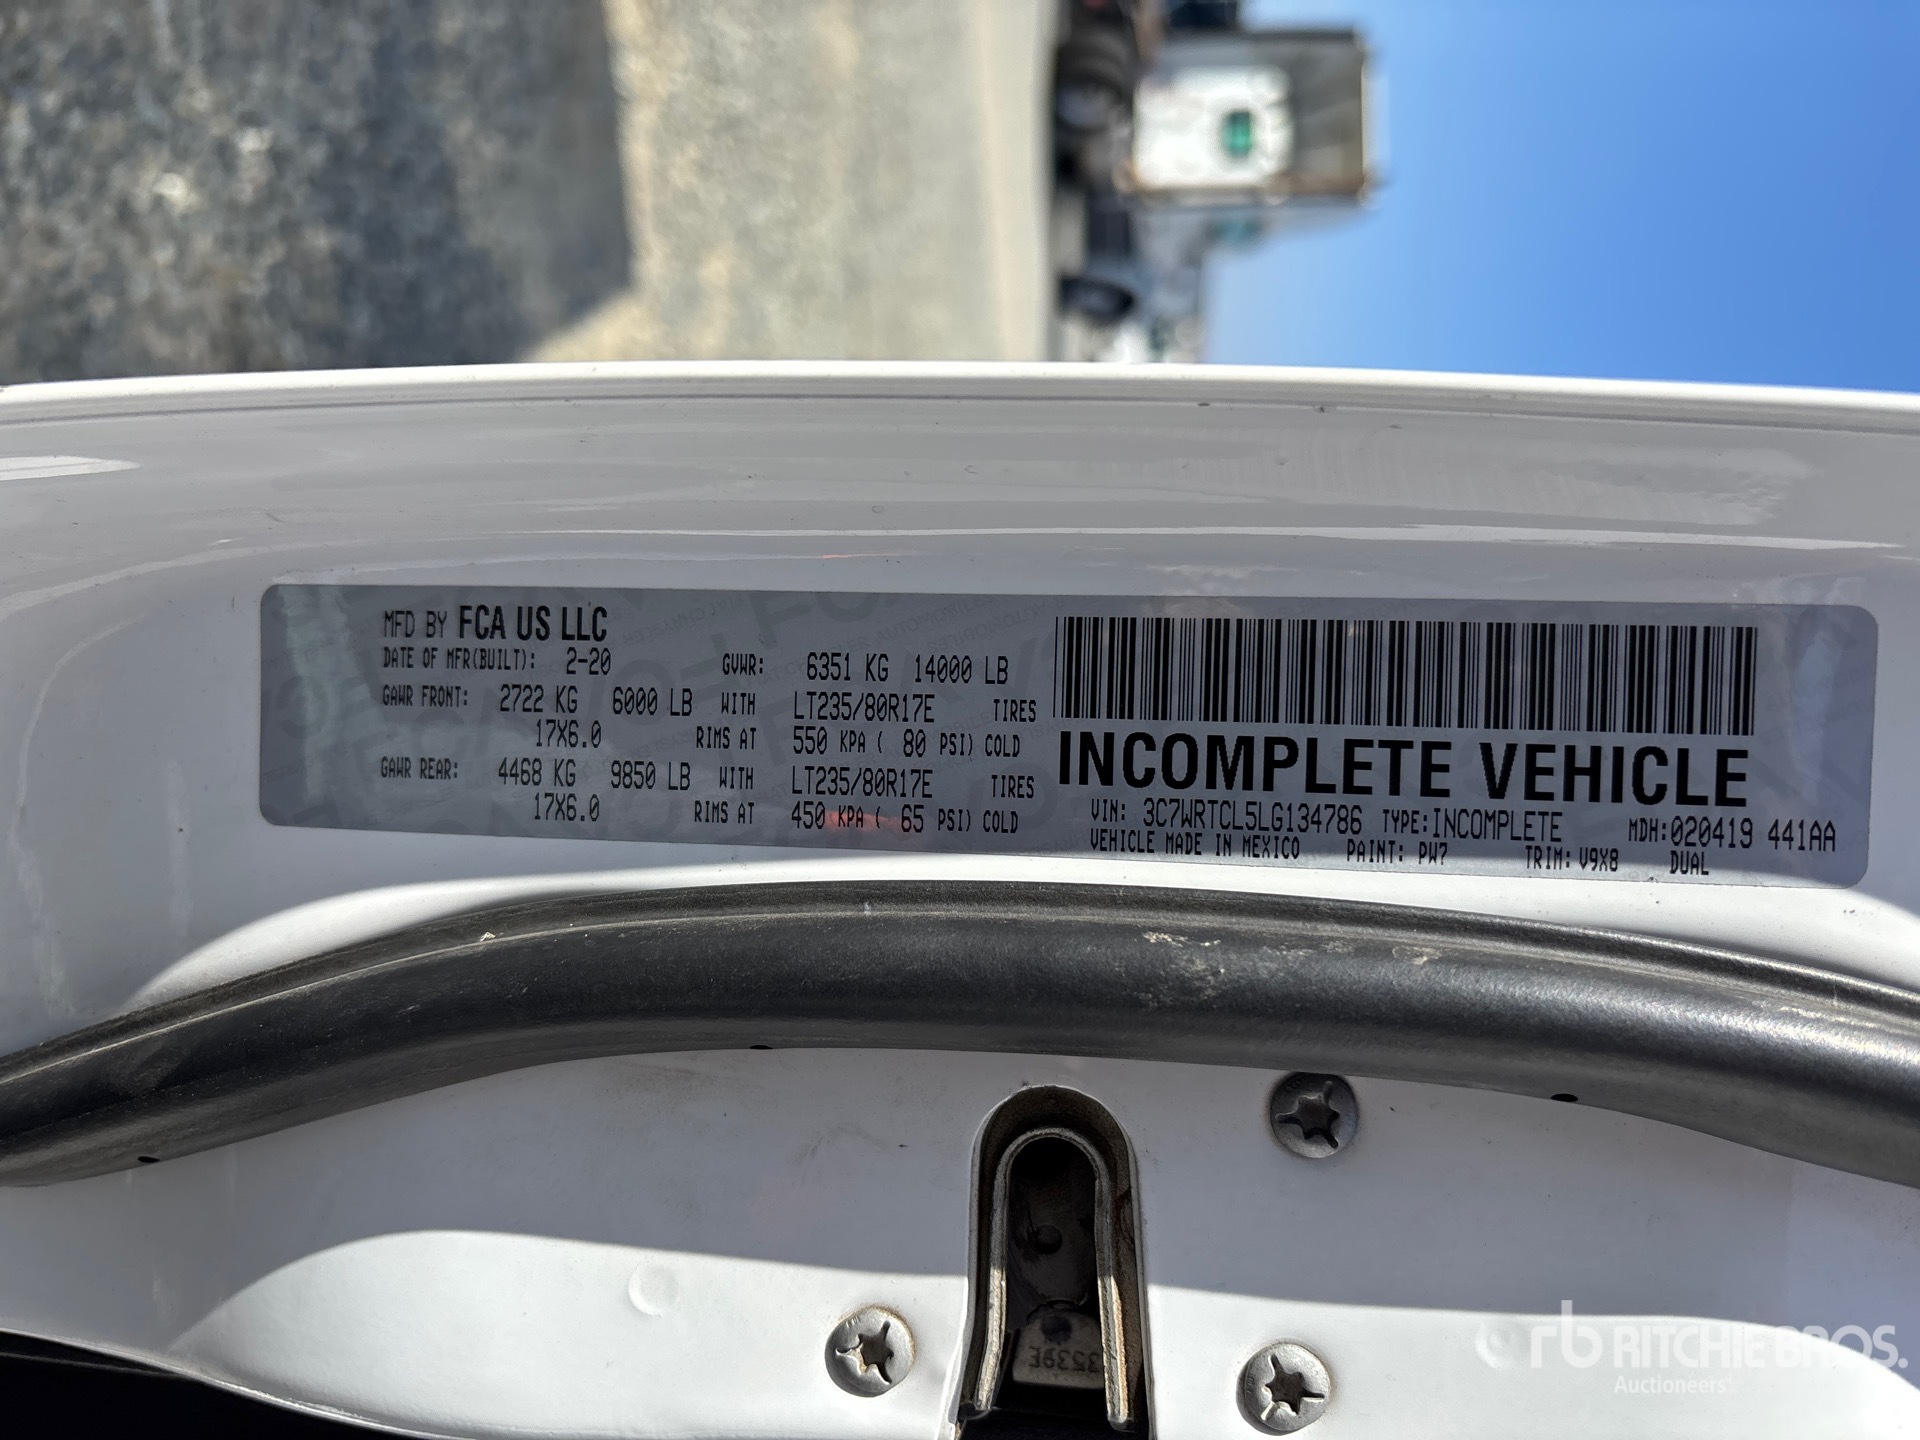 MFD BY FCA US LLC
DATE OF MFR(BUILT): 2-20 GVWR: 6351 KG 14000 LB
GAWR FRONT: 2722 KG 6000 LB WITH LT235/80R17E TIRES
17X6.0 RIMS AT 550 KPA ( 80 PSI) COLD
GAWR REAR: 4468 KG 9850 LB WITH LT235/80R17E TIRES
17X6.0 RIMS AT 450 KPA ( 65 PSI) COLD
INCOMPLETE VEHICLE
VIN: 3C7WRTCL5LG134786 TYPE: INCOMPLETE MDH: 020419 441AA
VEHICLE MADE IN MEXICO PAINT: PW7 TRIM: V9X8 DUAL
rb RITCHIE BROS.
Auctioneers